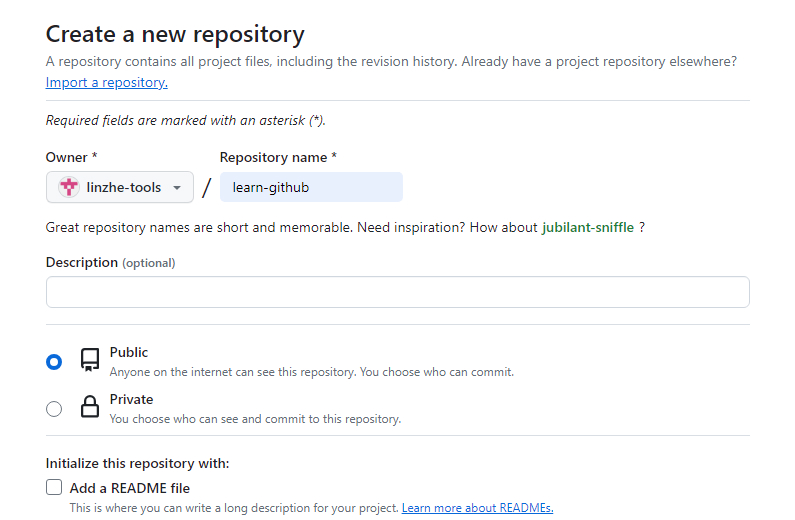 Create a new repository
A repository contains all project files, including the revision history. Already have a project repository elsewhere?
Import a repository.
Required fields are marked with an asterisk (*).
Owner * Repository name *
linzhe-tools / learn-github
Great repository names are short and memorable. Need inspiration? How about jubilant-sniffle ?
Description (optional)
Public
Anyone on the internet can see this repository. You choose who can commit.
Private
You choose who can see and commit to this repository.
Initialize this repository with:
Add a README file
This is where you can write a long description for your project. Learn more about READMEs.